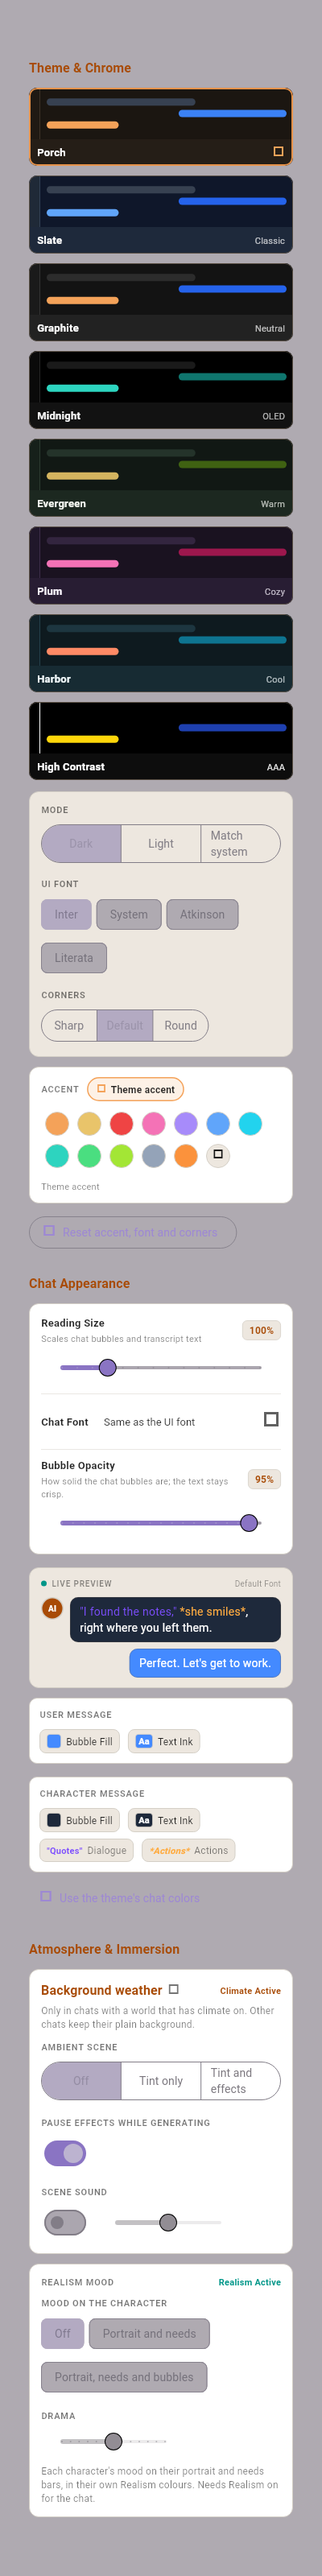 Theme & Chrome
Porch
Slate
Classic
Graphite
Neutral
Midnight
OLED
Evergreen
Warm
Plum
Cozy
Harbor
Cool
High Contrast
AAA
MODE
Dark
Light
Match
system
UI FONT
Inter
System
Atkinson
Literata
CORNERS
Sharp
Default
Round
ACCENT
Theme accent
Theme accent
Reset accent, font and corners
Chat Appearance
Reading Size
Scales chat bubbles and transcript text
100%
Chat Font
Same as the UI font
Bubble Opacity
How solid the chat bubbles are; the text stays
crisp.
95%
LIVE PREVIEW
Default Font
AI
"I found the notes," *she smiles*,
right where you left them.
Perfect. Let's get to work.
USER MESSAGE
Bubble Fill
Aa Text Ink
CHARACTER MESSAGE
Bubble Fill
Aa Text Ink
"Quotes" Dialogue
*Actions* Actions
Use the theme's chat colors
Atmosphere & Immersion
Background weather
Climate Active
Only in chats with a world that has climate on. Other
chats keep their plain background.
AMBIENT SCENE
Off
Tint only
Tint and
effects
PAUSE EFFECTS WHILE GENERATING
SCENE SOUND
REALISM MOOD
Realism Active
MOOD ON THE CHARACTER
Off
Portrait and needs
Portrait, needs and bubbles
DRAMA
Each character's mood on their portrait and needs
bars, in their own Realism colours. Needs Realism on
for the chat.